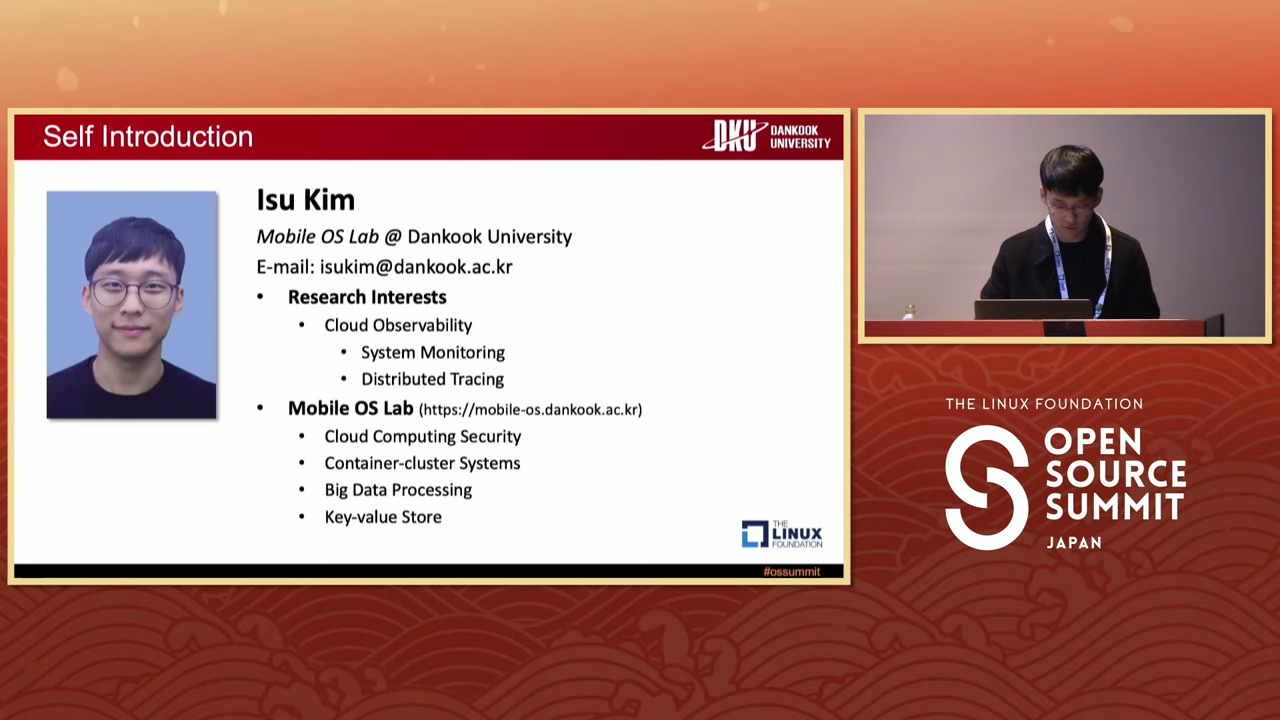 Self Introduction
DKU DANKOOK UNIVERSITY
Isu Kim
Mobile OS Lab @ Dankook University
E-mail: isukim@dankook.ac.kr
• Research Interests
• Cloud Observability
• System Monitoring
• Distributed Tracing
• Mobile OS Lab (https://mobile-os.dankook.ac.kr)
• Cloud Computing Security
• Container-cluster Systems
• Big Data Processing
• Key-value Store
THE
LINUX
FOUNDATION
#ossummit
THE LINUX FOUNDATION
OPEN
SOURCE
SUMMIT
JAPAN